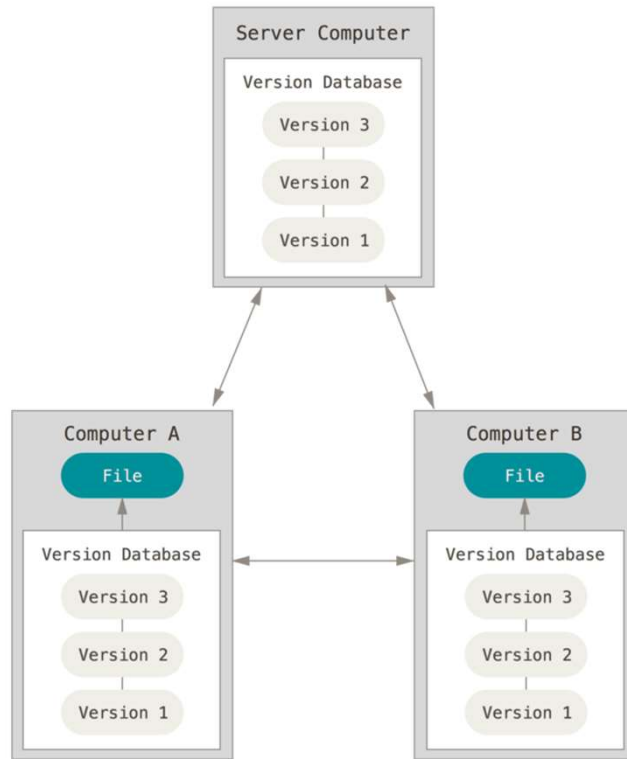 Server Computer
Version Database
Version 3
Version 2
Version 1
Computer A
File
Version Database
Version 3
Version 2
Version 1
Computer B
File
Version Database
Version 3
Version 2
Version 1